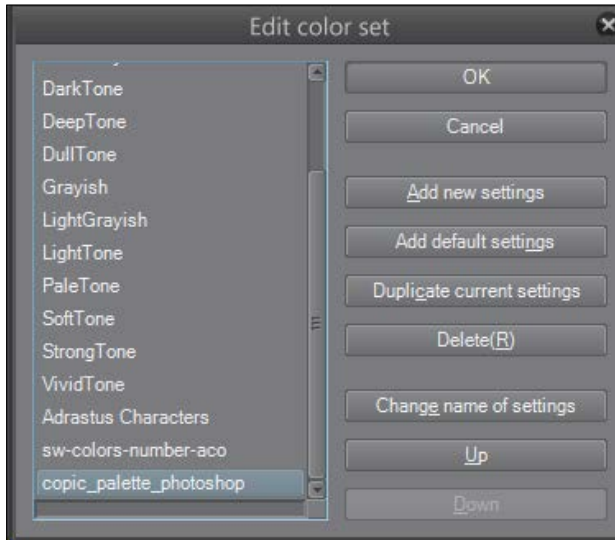 Edit color set
DarkTone
DeepTone
DullTone
Grayish
LightGrayish
LightTone
PaleTone
SoftTone
StrongTone
VividTone
Adrastus Characters
sw-colors-number-aco
copic_palette_photoshop
OK
Cancel
Add new settings
Add default settings
Duplicate current settings
Delete(R)
Change name of settings
Up
Down